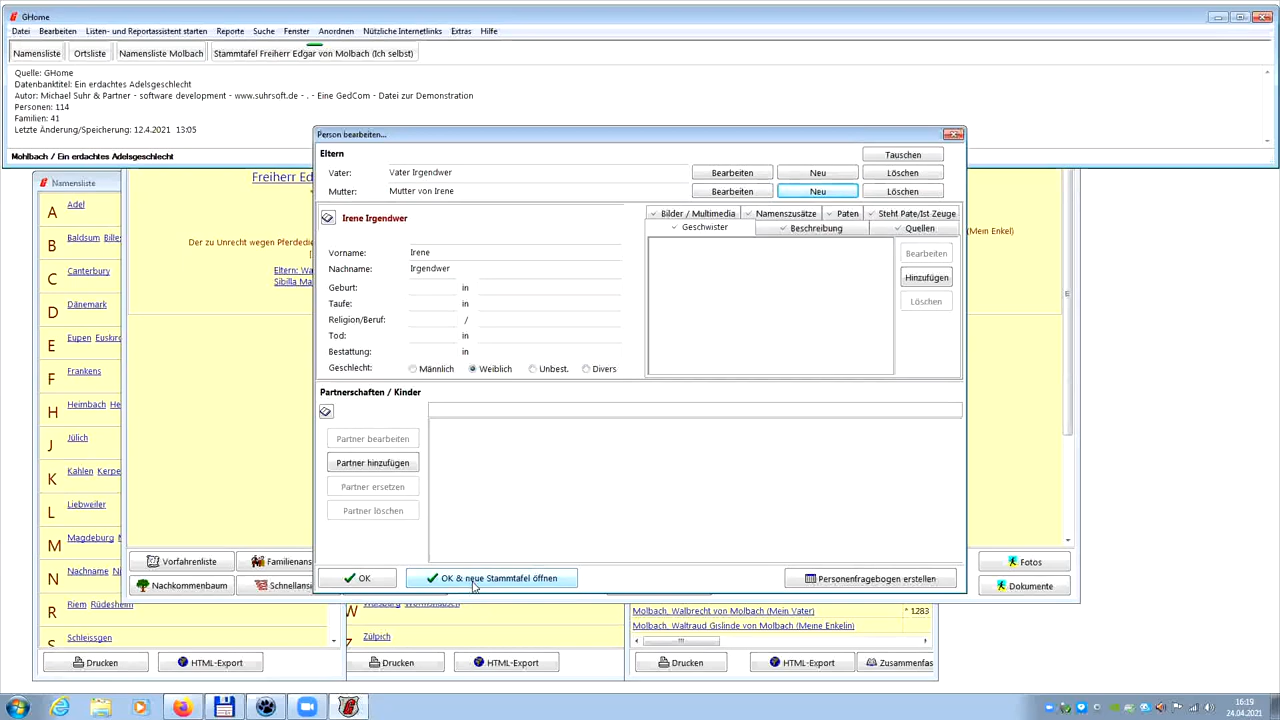 GHome
Datei Bearbeiten Listen- und Reportassistent starten Reporte Suche Fenster Anordnen Nützliche Internetlinks Extras Hilfe
Namensliste Ortsliste Namensliste Molbach Stammtafel Freiherr Edgar von Molbach (Ich selbst)
Quelle: GHome
Datenbanktitel: Ein erdachtes Adelsgeschlecht
Autor: Michael Suhr & Partner - software development - www.suhrsoft.de - . - Eine GedCom - Datei zur Demonstration
Personen: 114
Familien: 41
Letzte Änderung/Speicherung: 12.4.2021 13:05
Mohlbach / Ein erdachtes Adelsgeschlecht
Person bearbeiten...
Eltern
Tauschen
Vater: Vater Irgendwer Bearbeiten Neu Löschen
Mutter: Mutter von Irene Bearbeiten Neu Löschen
Irene Irgendwer
Bilder / Multimedia Namenszusätze Paten Steht Pate/Ist Zeuge
Geschwister Beschreibung Quellen
Vorname: Irene
Nachname: Irgendwer
Geburt: in
Taufe: in
Religion/Beruf: /
Tod: in
Bestattung: in
Geschlecht: Männlich Weiblich Unbest. Divers
Bearbeiten
Hinzufügen
Löschen
Partnerschaften / Kinder
Partner bearbeiten
Partner hinzufügen
Partner ersetzen
Partner löschen
OK OK & neue Stammtafel öffnen Personenfragebogen erstellen
Namensliste
A Adel
B Baldsum
C Canterbury
D Dänemark
E Eupen
F Frankens
H Heimbach
J Jülich
K Kahlen
L Liebweiler
M Magdeburg
N Nachname
R Riem Rüdesheim
S Schleissgen
Freiherr
Der zu Unrecht wegen
(Mein Enkel)
Eltern:
Sibilla
Vorfahrenliste
Nachkommenbaum
Fotos
Dokumente
Zülpich
Molbach, Walbrecht von Molbach (Mein Vater) * 1283
Molbach, Waltraud Gislinde von Molbach (Meine Enkelin)
Drucken HTML-Export Drucken HTML-Export Drucken HTML-Export
16:19
24.04.2021